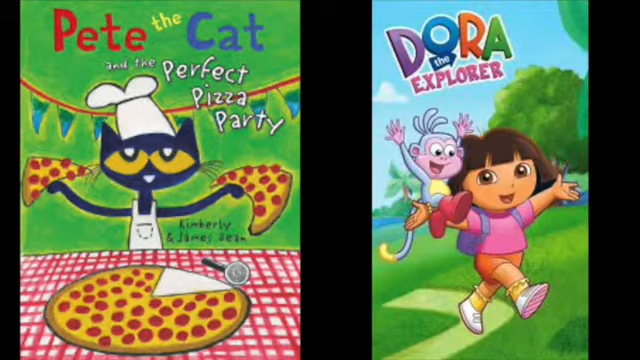 Pete the Cat
and the Perfect
Pizza
Party
Kimberly
& James Dean
DORA
the
EXPLORER